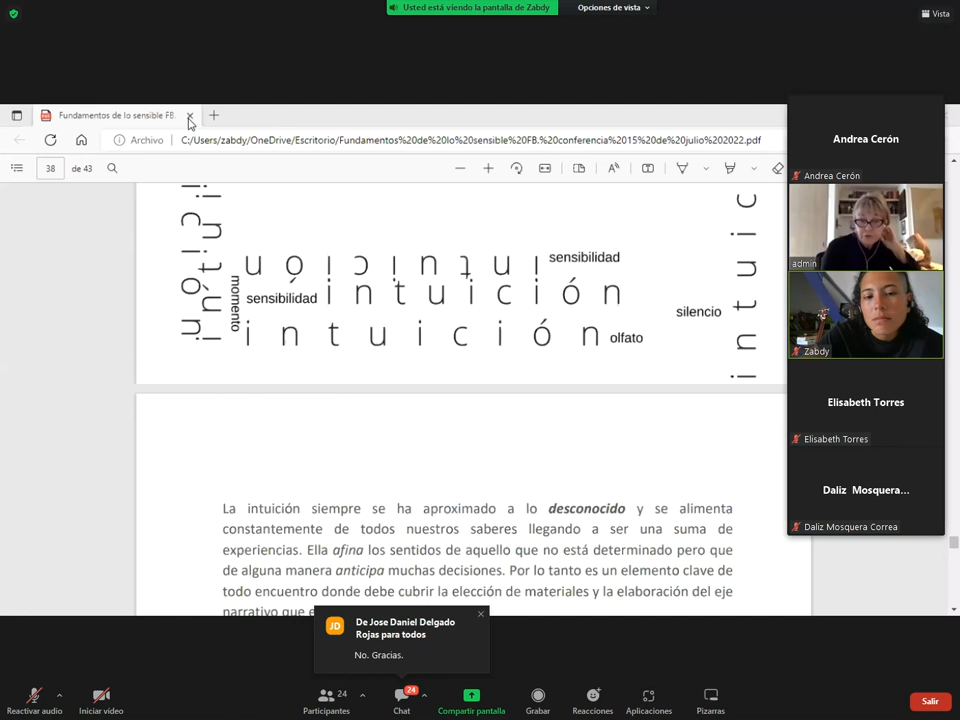 Usted está viendo la pantalla de Zabdy
Opciones de vista
Vista
Fundamentos de lo sensible FB.
Archivo
C:/Users/zabdy/OneDrive/Escritorio/Fundamentos%20de%20lo%20sensible%20FB.%20conferencia%2015%20de%20julio%202022.pdf
38 de 43
intuición
sensibilidad
momento
sensibilidad
intuición
silencio
intuición
olfato
La intuición siempre se ha aproximado a lo desconocido y se alimenta
constantemente de todos nuestros saberes llegando a ser una suma de
experiencias. Ella afina los sentidos de aquello que no está determinado pero que
de alguna manera anticipa muchas decisiones. Por lo tanto es un elemento clave de
todo encuentro donde debe cubrir la elección de materiales y la elaboración del eje
narrativo que
Andrea Cerón
Andrea Cerón
admin
Zabdy
Elisabeth Torres
Elisabeth Torres
Daliz Mosquera...
Daliz Mosquera Correa
JD
De Jose Daniel Delgado
Rojas para todos
No. Gracias.
24
24
Reactivar audio
Iniciar video
Participantes
Chat
Compartir pantalla
Grabar
Reacciones
Aplicaciones
Pizarras
Salir